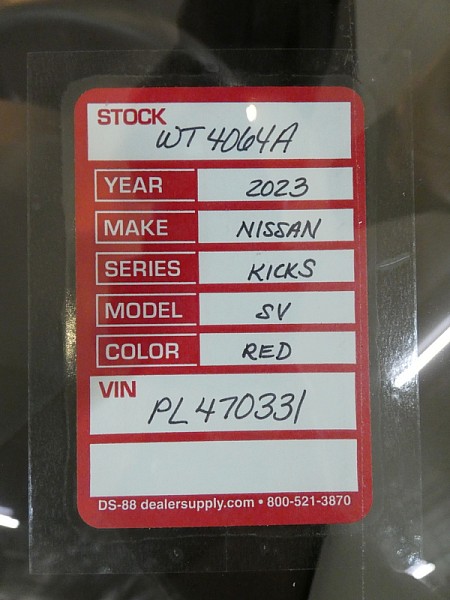 STOCK
WT4064A
YEAR 2023
MAKE NISSAN
SERIES KICKS
MODEL SV
COLOR RED
VIN
PL470331
DS-88 dealersupply.com • 800-521-3870